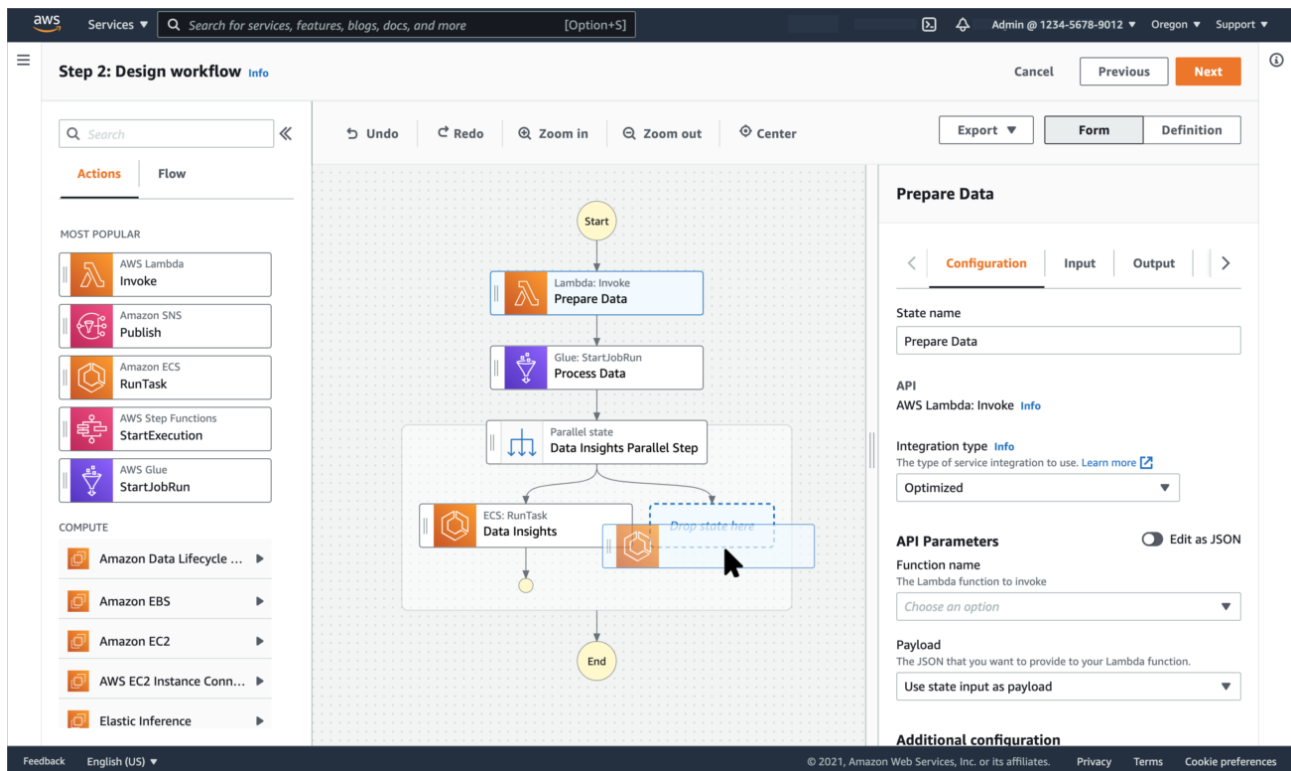 aws
Services ▼
Search for services, features, blogs, docs, and more [Option+S]
Admin @ 1234-5678-9012 ▼
Oregon ▼
Support ▼
Step 2: Design workflow Info
Cancel
Previous
Next
Search
Actions
Flow
MOST POPULAR
AWS Lambda
Invoke
Amazon SNS
Publish
Amazon ECS
RunTask
AWS Step Functions
StartExecution
AWS Glue
StartJobRun
COMPUTE
Amazon Data Lifecycle ...
Amazon EBS
Amazon EC2
AWS EC2 Instance Conn...
Elastic Inference
Undo
Redo
Zoom in
Zoom out
Center
Export ▼
Form
Definition
Start
Lambda: Invoke
Prepare Data
Glue: StartJobRun
Process Data
Parallel state
Data Insights Parallel Step
ECS: RunTask
Data Insights
Drop state here
End
Prepare Data
Configuration
Input
Output
State name
Prepare Data
API
AWS Lambda: Invoke Info
Integration type Info
The type of service integration to use. Learn more
Optimized
API Parameters
Edit as JSON
Function name
The Lambda function to invoke
Choose an option
Payload
The JSON that you want to provide to your Lambda function.
Use state input as payload
Additional configuration
Feedback
English (US) ▼
© 2021, Amazon Web Services, Inc. or its affiliates.
Privacy
Terms
Cookie preferences